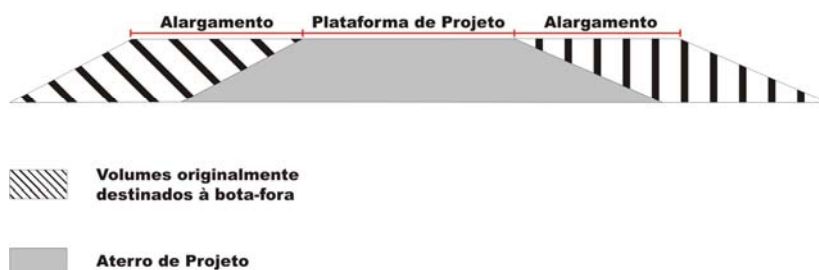 Alargamento Plataforma de Projeto Alargamento
Volumes originalmente
destinados à bota-fora
Aterro de Projeto